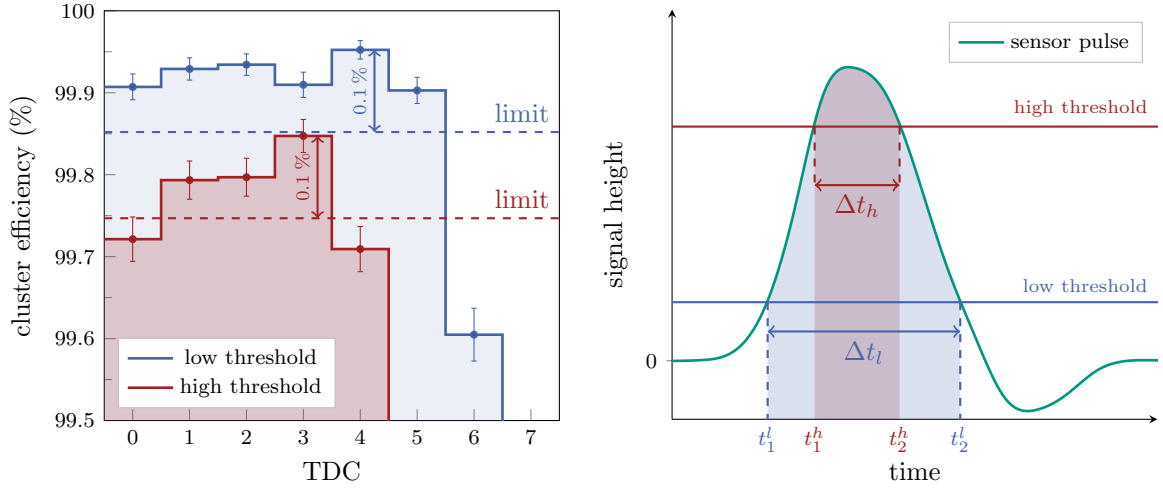 100
99.9
99.8
99.7
99.6
99.5
cluster efficiency (%)
0.1 %
0.1 %
limit
limit
low threshold
high threshold
0 1 2 3 4 5 6 7
TDC
sensor pulse
high threshold
low threshold
signal height
0
Δt_h
Δt_l
t_1^l t_1^h t_2^h t_2^l
time